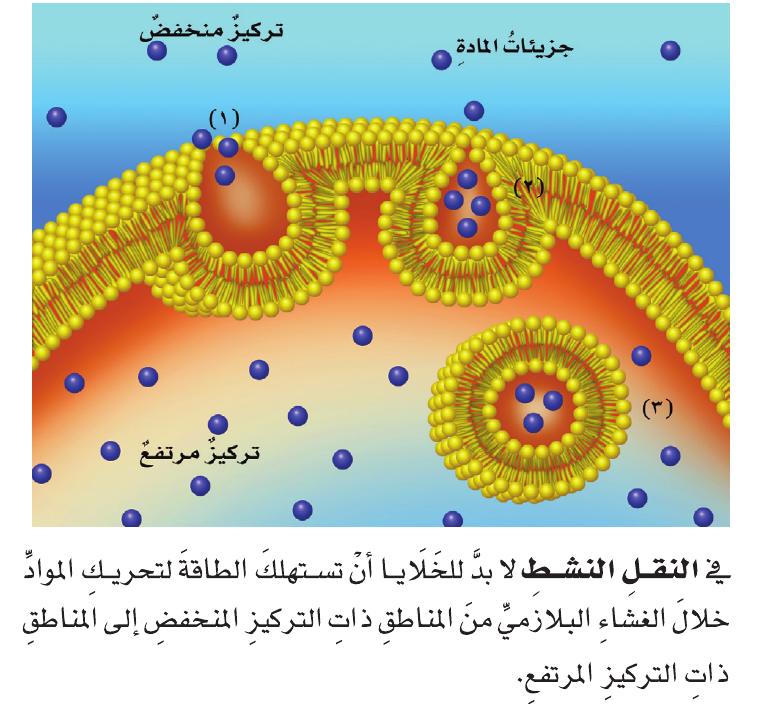 تركيزٌ منخفضٌ
جزيئاتُ المادةِ
(١)
(٢)
(٣)
تركيزٌ مرتفعٌ
في النقلِ النشطِ لا بدَّ للخَلَايا أنْ تستهلكَ الطاقةَ لتحريكِ الموادِّ
خلالَ الغشاءِ البلازميِّ منَ المناطقِ ذاتِ التركيزِ المنخفضِ إلى المناطقِ
ذاتِ التركيزِ المرتفعِ.